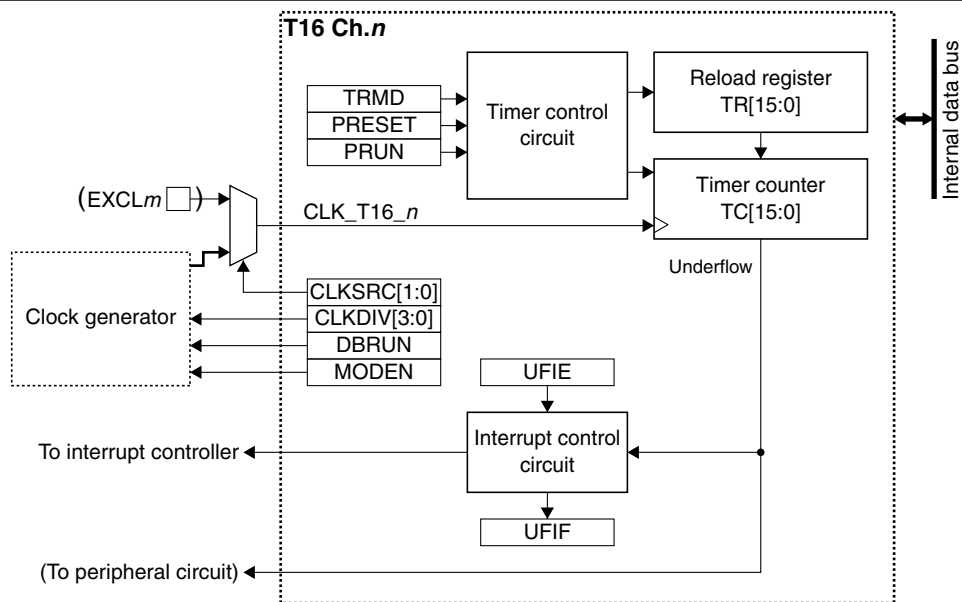 T16 Ch.n
TRMD
PRESET
PRUN
Timer control
circuit
Reload register
TR[15:0]
Timer counter
TC[15:0]
Internal data bus
(EXCLm )
CLK_T16_n
Underflow
Clock generator
CLKSRC[1:0]
CLKDIV[3:0]
DBRUN
MODEN
UFIE
Interrupt control
circuit
UFIF
To interrupt controller
(To peripheral circuit)